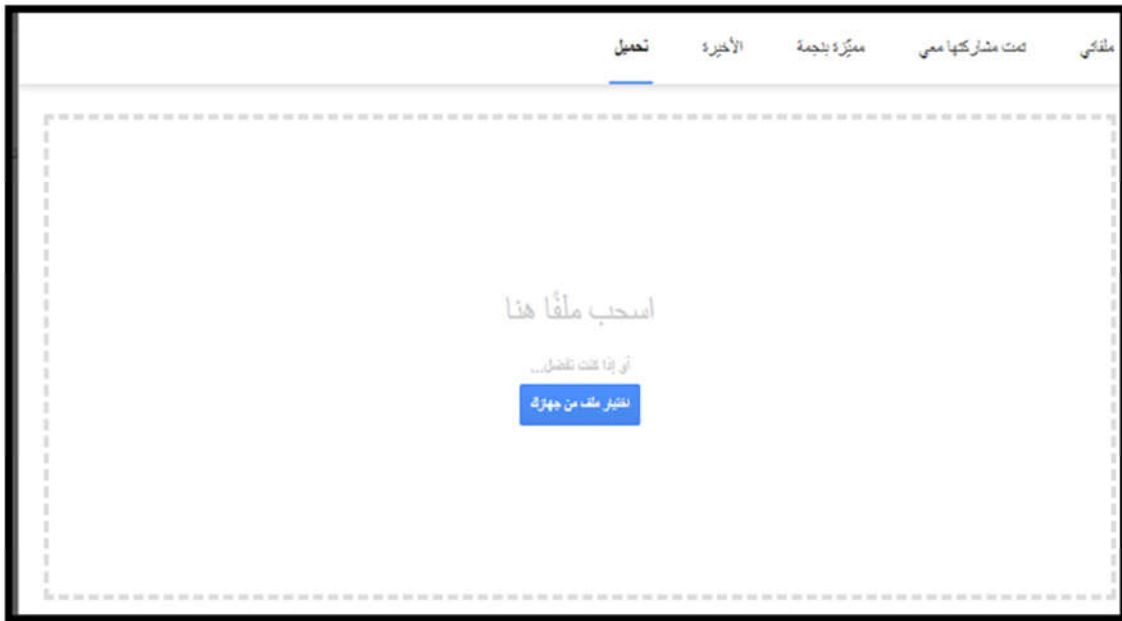 ملفاتي تمت مشاركتها معي مميَّزة بنجمة الأخيرة تحميل
اسحب ملفًا هنا
أو إذا كنت تفضل...
اختيار ملف من جهازك